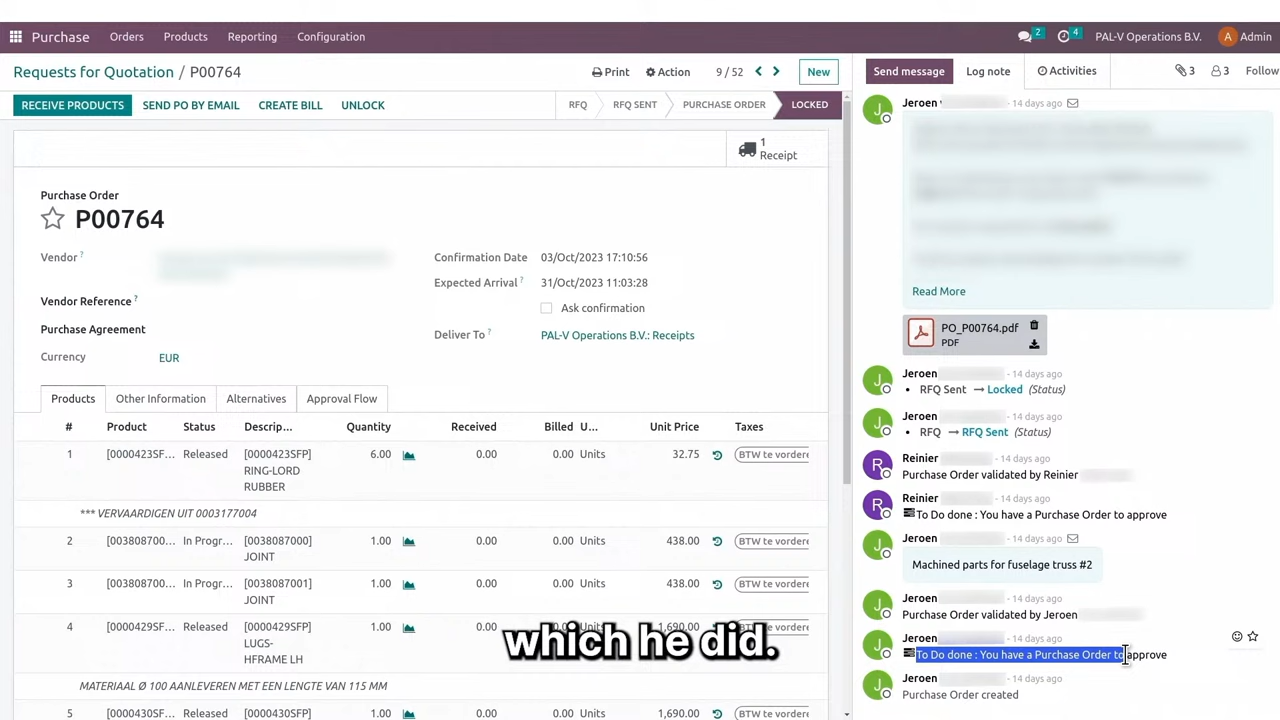 Purchase Orders Products Reporting Configuration 2 4 PAL-V Operations B.V. A Admin
Requests for Quotation / P00764 Print Action 9 / 52 New
RECEIVE PRODUCTS SEND PO BY EMAIL CREATE BILL UNLOCK RFQ RFQ SENT PURCHASE ORDER LOCKED
1
Receipt
Purchase Order
P00764
Vendor ?
Vendor Reference ?
Purchase Agreement
Currency EUR
Confirmation Date 03/Oct/2023 17:10:56
Expected Arrival ? 31/Oct/2023 11:03:28
Ask confirmation
Deliver To ? PAL-V Operations B.V.: Receipts
Products Other Information Alternatives Approval Flow
# Product Status Descrip... Quantity Received Billed U... Unit Price Taxes
1 [0000423SF... Released [0000423SFP] 6.00 0.00 0.00 Units 32.75 BTW te vordere
RING-LORD
RUBBER
*** VERVAARDIGEN UIT 0003177004
2 [003808700... In Progr... [0038087000] 1.00 0.00 0.00 Units 438.00 BTW te vordere
JOINT
3 [003808700... In Progr... [0038087001] 1.00 0.00 0.00 Units 438.00 BTW te vordere
JOINT
4 [0000429SF... Released [0000429SFP] 1.00 0.00 0.00 Units 1,690.00 BTW te vordere
LUGS-
HFRAME LH
MATERIAAL Ø 100 AANLEVEREN MET EEN LENGTE VAN 115 MM
5 [0000430SF... Released [0000430SFP] 1.00 0.00 0.00 Units 1,690.00 BTW te vordere
which he did.
Send message Log note Activities 3 3 Follow
Jeroen - 14 days ago
Read More
PO_P00764.pdf
PDF
Jeroen - 14 days ago
RFQ Sent → Locked (Status)
Jeroen - 14 days ago
RFQ → RFQ Sent (Status)
Reinier - 14 days ago
Purchase Order validated by Reinier
Reinier - 14 days ago
To Do done : You have a Purchase Order to approve
Jeroen - 14 days ago
Machined parts for fuselage truss #2
Jeroen - 14 days ago
Purchase Order validated by Jeroen
Jeroen - 14 days ago
To Do done : You have a Purchase Order to approve
Jeroen - 14 days ago
Purchase Order created